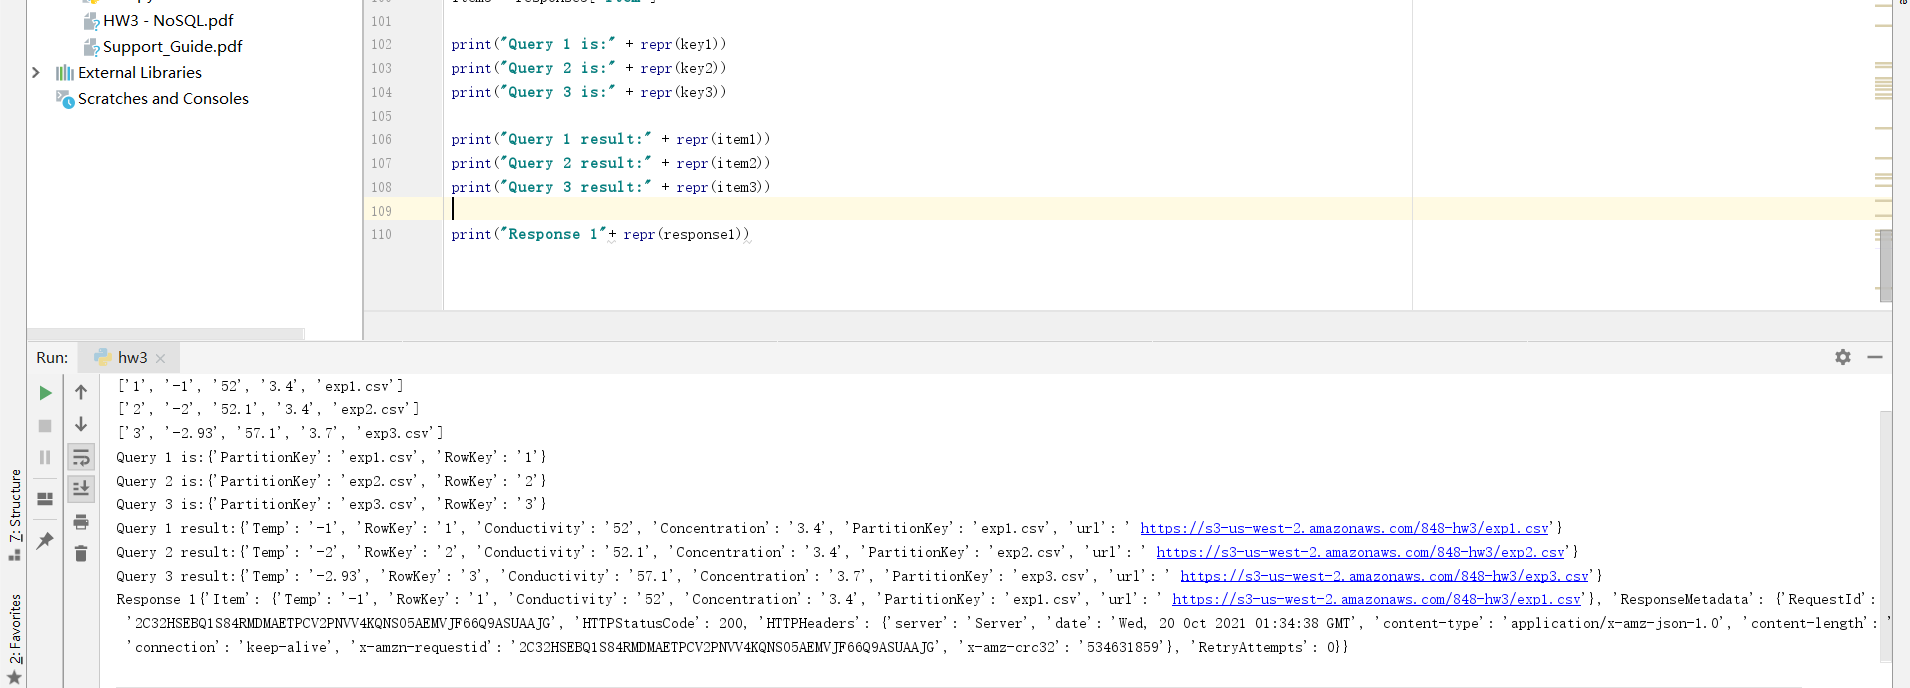 HW3 - NoSQL.pdf
Support_Guide.pdf
External Libraries
Scratches and Consoles
101
102 print("Query 1 is:" + repr(key1))
103 print("Query 2 is:" + repr(key2))
104 print("Query 3 is:" + repr(key3))
105
106 print("Query 1 result:" + repr(item1))
107 print("Query 2 result:" + repr(item2))
108 print("Query 3 result:" + repr(item3))
109
110 print("Response 1"+ repr(response1))
Run: hw3
['1', '-1', '52', '3.4', 'exp1.csv']
['2', '-2', '52.1', '3.4', 'exp2.csv']
['3', '-2.93', '57.1', '3.7', 'exp3.csv']
Query 1 is:{'PartitionKey': 'exp1.csv', 'RowKey': '1'}
Query 2 is:{'PartitionKey': 'exp2.csv', 'RowKey': '2'}
Query 3 is:{'PartitionKey': 'exp3.csv', 'RowKey': '3'}
Query 1 result:{'Temp': '-1', 'RowKey': '1', 'Conductivity': '52', 'Concentration': '3.4', 'PartitionKey': 'exp1.csv', 'url': ' https://s3-us-west-2.amazonaws.com/848-hw3/exp1.csv'}
Query 2 result:{'Temp': '-2', 'RowKey': '2', 'Conductivity': '52.1', 'Concentration': '3.4', 'PartitionKey': 'exp2.csv', 'url': ' https://s3-us-west-2.amazonaws.com/848-hw3/exp2.csv'}
Query 3 result:{'Temp': '-2.93', 'RowKey': '3', 'Conductivity': '57.1', 'Concentration': '3.7', 'PartitionKey': 'exp3.csv', 'url': ' https://s3-us-west-2.amazonaws.com/848-hw3/exp3.csv'}
Response 1{'Item': {'Temp': '-1', 'RowKey': '1', 'Conductivity': '52', 'Concentration': '3.4', 'PartitionKey': 'exp1.csv', 'url': ' https://s3-us-west-2.amazonaws.com/848-hw3/exp1.csv'}, 'ResponseMetadata': {'RequestId':
'2C32HSEBQ1S84RMDMAETPCV2PNVV4KQNS05AEMVJF66Q9ASUAAJG', 'HTTPStatusCode': 200, 'HTTPHeaders': {'server': 'Server', 'date': 'Wed, 20 Oct 2021 01:34:38 GMT', 'content-type': 'application/x-amz-json-1.0', 'content-length': '
'connection': 'keep-alive', 'x-amzn-requestid': '2C32HSEBQ1S84RMDMAETPCV2PNVV4KQNS05AEMVJF66Q9ASUAAJG', 'x-amz-crc32': '534631859'}, 'RetryAttempts': 0}}
7: Structure
2: Favorites